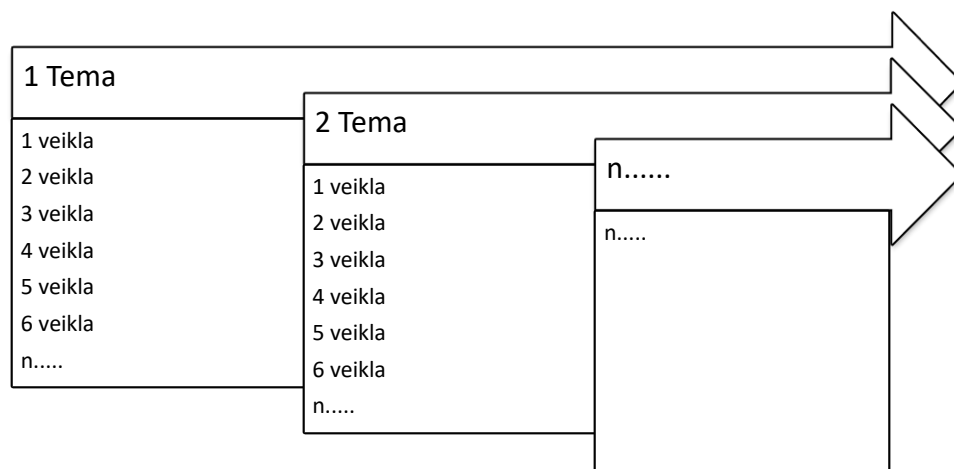 1 Tema
1 veikla
2 veikla
3 veikla
4 veikla
5 veikla
6 veikla
n.....
2 Tema
1 veikla
2 veikla
3 veikla
4 veikla
5 veikla
6 veikla
n.....
n......
n.....